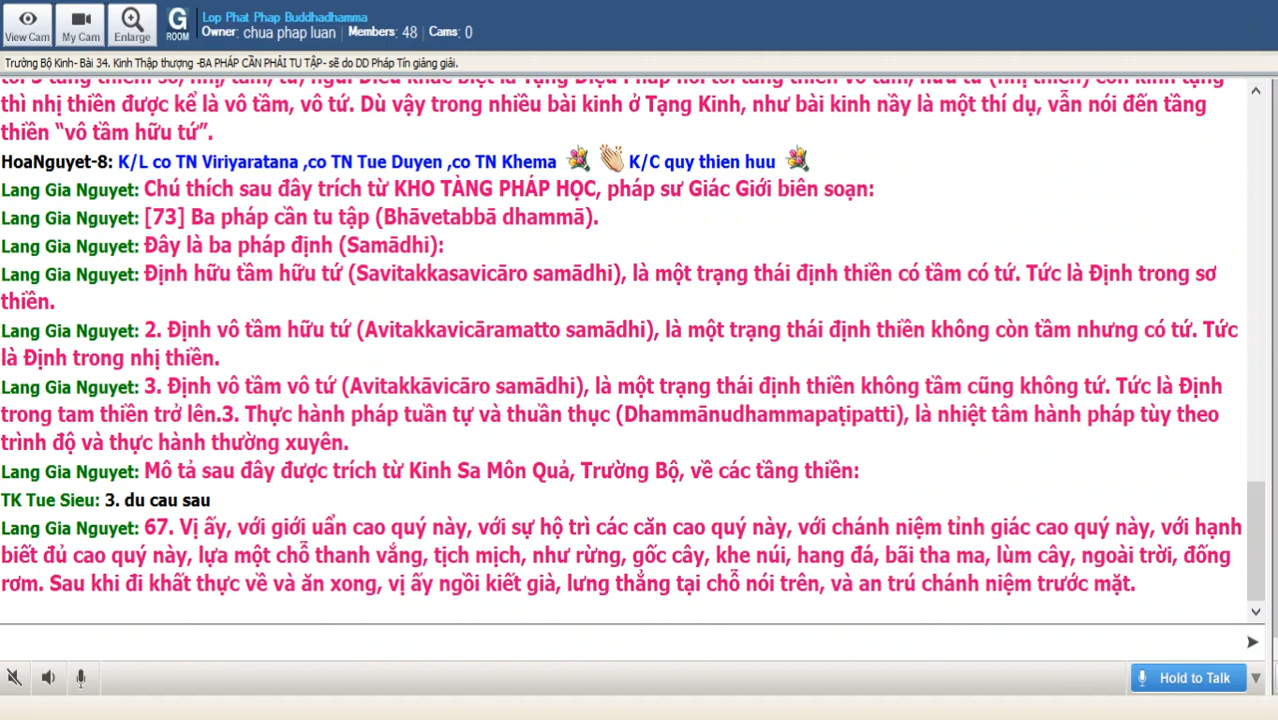 View Cam
My Cam
Enlarge
G
ROOM
Lop Phat Phap Buddhadhamma
Owner: chua phap luan | Members: 48 | Cams: 0
Trường Bộ Kinh- Bài 34. Kinh Thập thượng -BA PHÁP CẦN PHẢI TU TẬP- sẽ do DD Pháp Tín giảng giải.
thì nhị thiền được kể là vô tầm, vô tứ. Dù vậy trong nhiều bài kinh ở Tạng Kinh, như bài kinh nầy là một thí dụ, vẫn nói đến tầng
thiền “vô tầm hữu tứ”.
HoaNguyet-8: K/L co TN Viriyaratana ,co TN Tue Duyen ,co TN Khema K/C quy thien huu
Lang Gia Nguyet: Chú thích sau đây trích từ KHO TÀNG PHÁP HỌC, pháp sư Giác Giới biên soạn:
Lang Gia Nguyet: [73] Ba pháp cần tu tập (Bhāvetabbā dhammā).
Lang Gia Nguyet: Đây là ba pháp định (Samādhi):
Lang Gia Nguyet: Định hữu tầm hữu tứ (Savitakkasavicāro samādhi), là một trạng thái định thiền có tầm có tứ. Tức là Định trong sơ
thiền.
Lang Gia Nguyet: 2. Định vô tầm hữu tứ (Avitakkavicāramatto samādhi), là một trạng thái định thiền không còn tầm nhưng có tứ. Tức
là Định trong nhị thiền.
Lang Gia Nguyet: 3. Định vô tầm vô tứ (Avitakkāvicāro samādhi), là một trạng thái định thiền không tầm cũng không tứ. Tức là Định
trong tam thiền trở lên.3. Thực hành pháp tuần tự và thuần thục (Dhammānudhammapaṭipatti), là nhiệt tâm hành pháp tùy theo
trình độ và thực hành thường xuyên.
Lang Gia Nguyet: Mô tả sau đây được trích từ Kinh Sa Môn Quả, Trường Bộ, về các tầng thiền:
TK Tue Sieu: 3. du cau sau
Lang Gia Nguyet: 67. Vị ấy, với giới uẩn cao quý này, với sự hộ trì các căn cao quý này, với chánh niệm tỉnh giác cao quý này, với hạnh
biết đủ cao quý này, lựa một chỗ thanh vắng, tịch mịch, như rừng, gốc cây, khe núi, hang đá, bãi tha ma, lùm cây, ngoài trời, đống
rơm. Sau khi đi khất thực về và ăn xong, vị ấy ngồi kiết già, lưng thẳng tại chỗ nói trên, và an trú chánh niệm trước mặt.
Hold to Talk